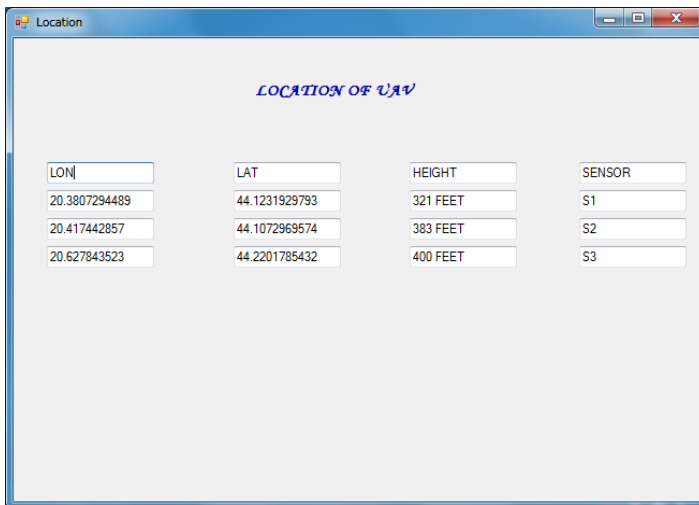 Location
LOCATION OF UAV
LON LAT HEIGHT SENSOR
20.3807294489 44.1231929793 321 FEET S1
20.417442857 44.1072969574 383 FEET S2
20.627843523 44.2201785432 400 FEET S3